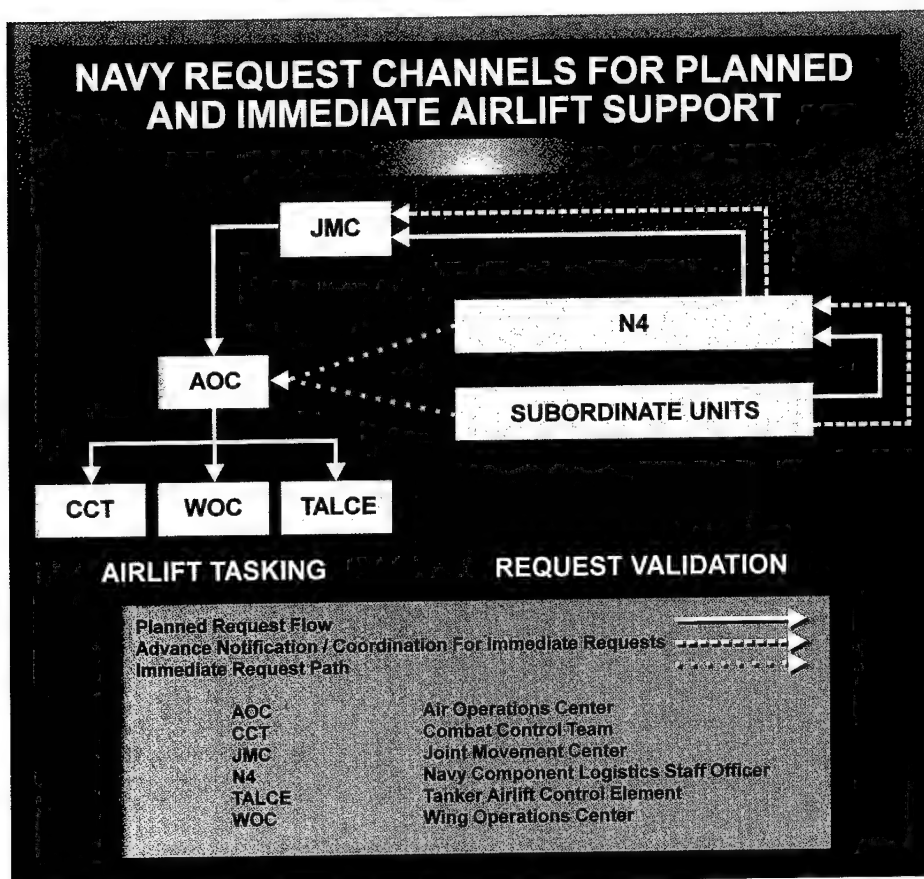 NAVY REQUEST CHANNELS FOR PLANNED
AND IMMEDIATE AIRLIFT SUPPORT
JMC
N4
AOC
SUBORDINATE UNITS
CCT
WOC
TALCE
AIRLIFT TASKING
REQUEST VALIDATION
Planned Request Flow
Advance Notification / Coordination For Immediate Requests
Immediate Request Path
AOC Air Operations Center
CCT Combat Control Team
JMC Joint Movement Center
N4 Navy Component Logistics Staff Officer
TALCE Tanker Airlift Control Element
WOC Wing Operations Center